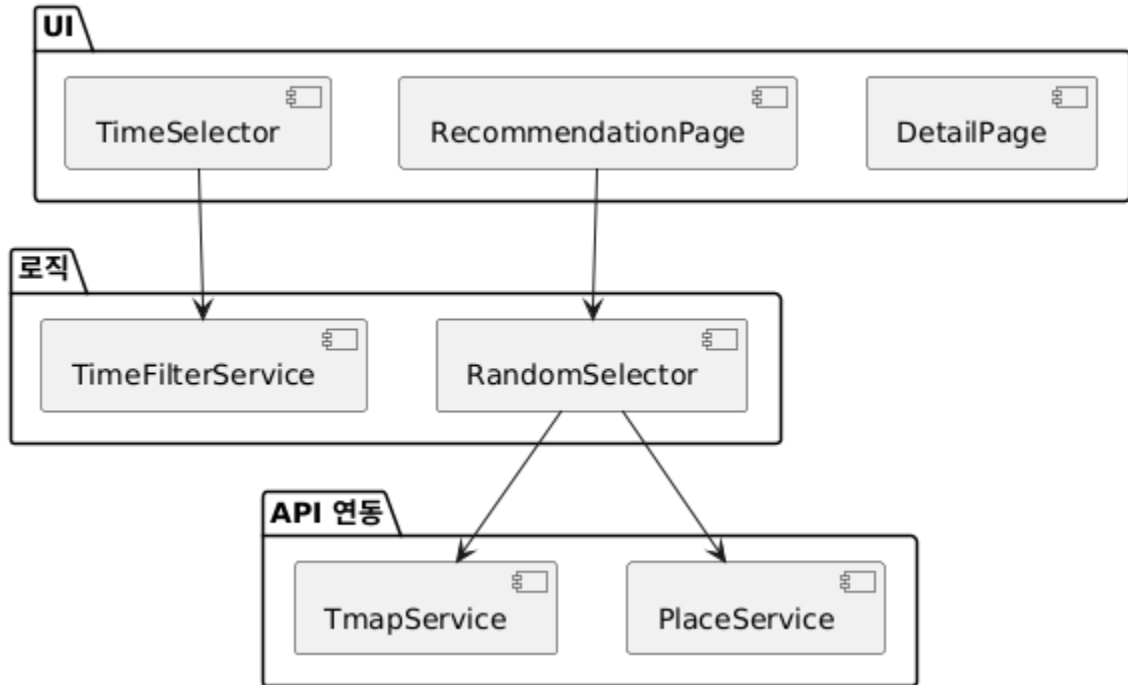 UI
TimeSelector
RecommendationPage
DetailPage
로직
TimeFilterService
RandomSelector
API 연동
TmapService
PlaceService